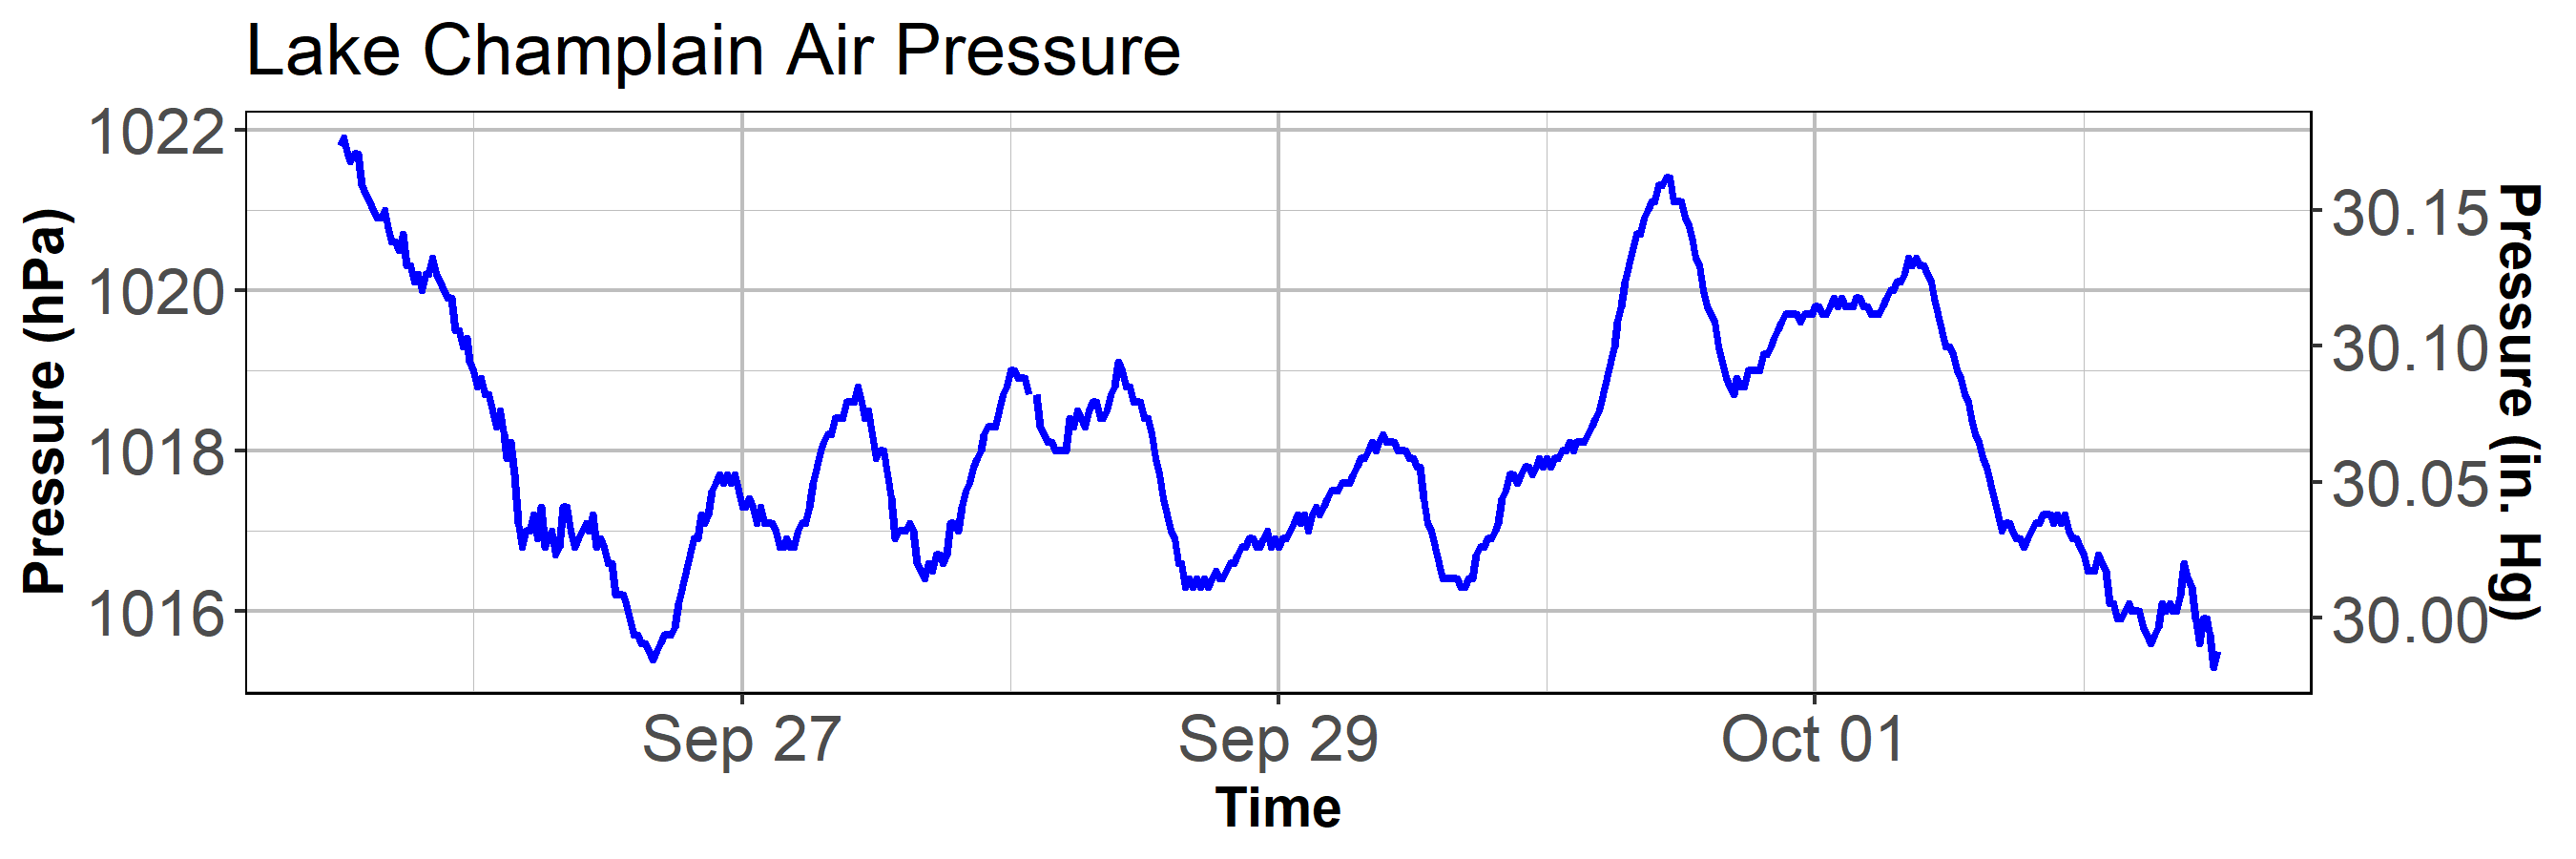 Lake Champlain Air Pressure
Pressure (hPa)
1022
1020
1018
1016
30.15
30.10
30.05
30.00
Pressure (in. Hg)
Sep 27
Sep 29
Oct 01
Time